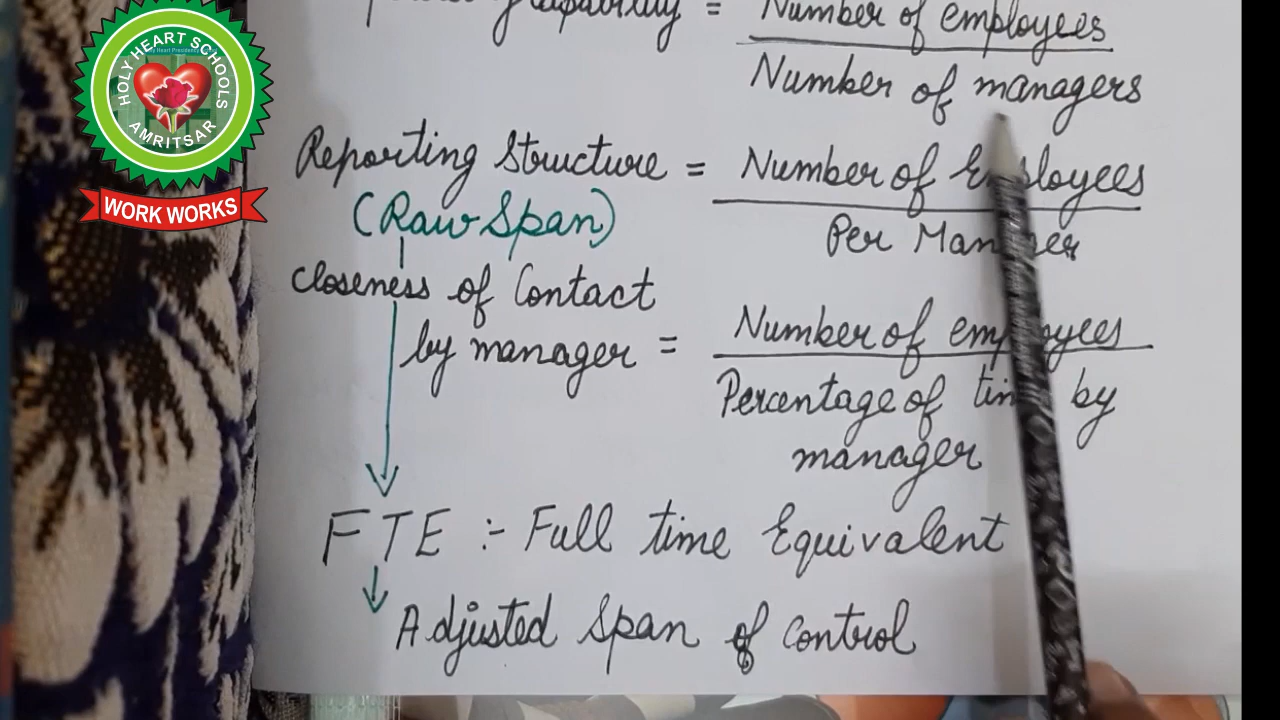 HOLY HEART SCHOOLS
AMRITSAR
WORK WORKS
capability = Number of employees
Number of managers
Reporting Structure = Number of Employees
(Raw Span)
Per Manager
Closeness of Contact
by manager = Number of employees
Percentage of time by
manager
FTE :- Full time Equivalent
Adjusted Span of Control